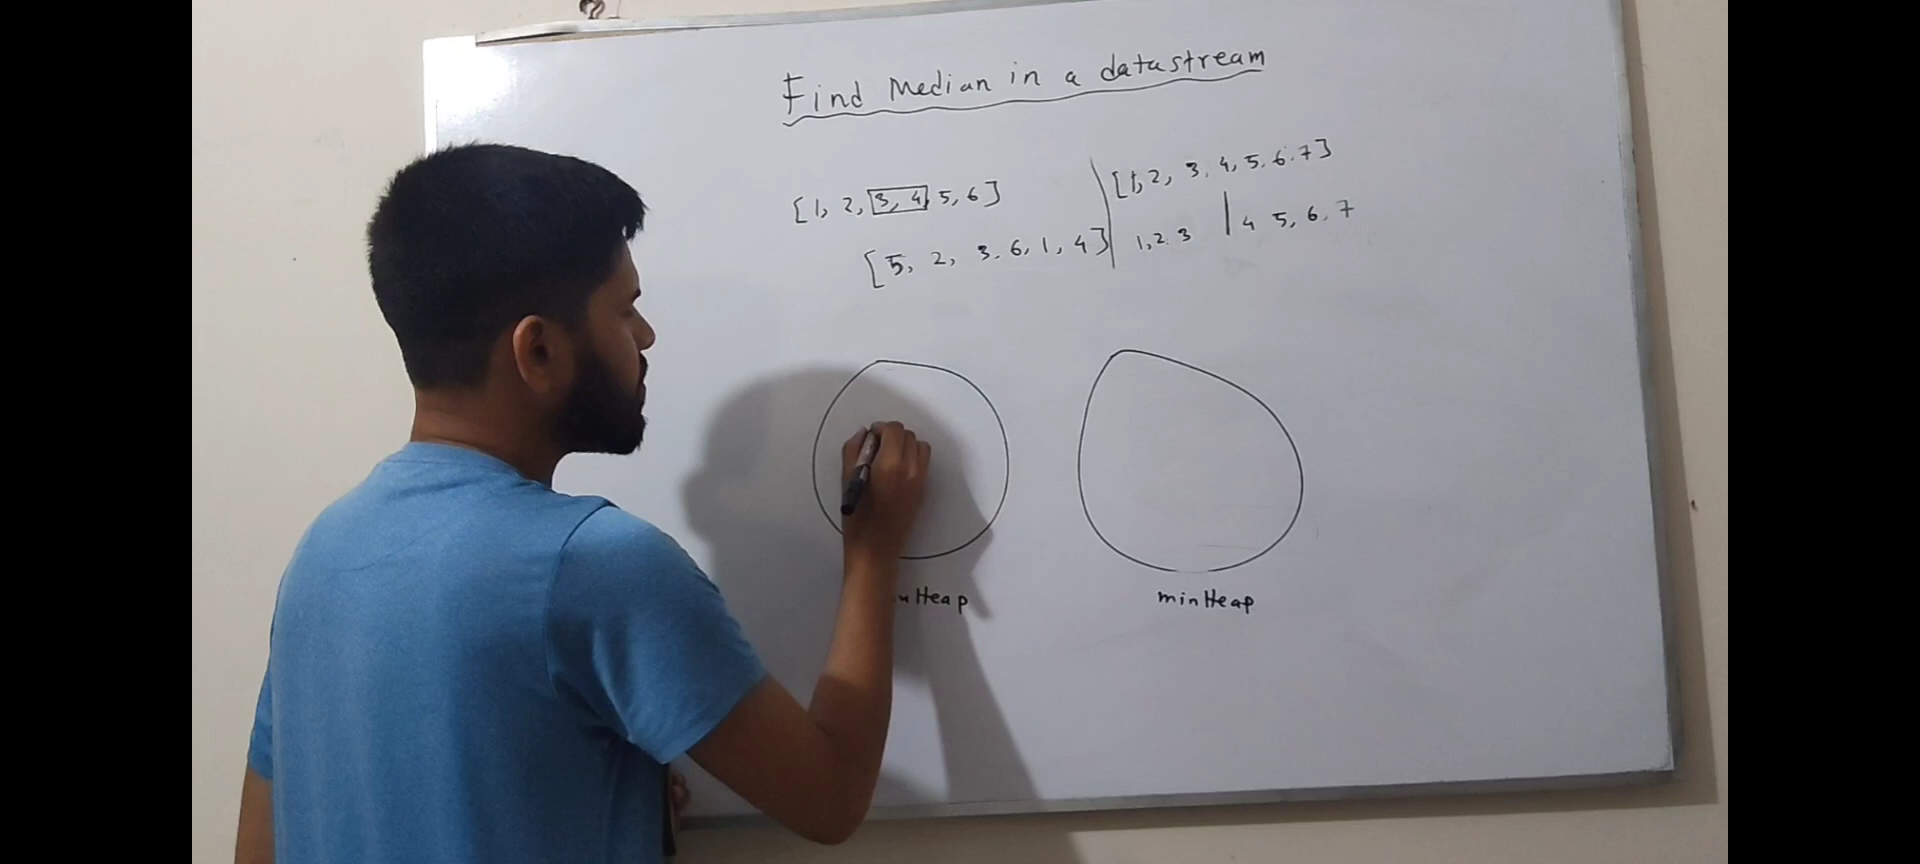 Find Median in a datastream
[1, 2, 3, 4, 5, 6]
[5, 2, 3, 6, 1, 4]
[1, 2, 3, 4, 5, 6, 7]
1, 2, 3 | 4 5, 6, 7
Heap
minHeap